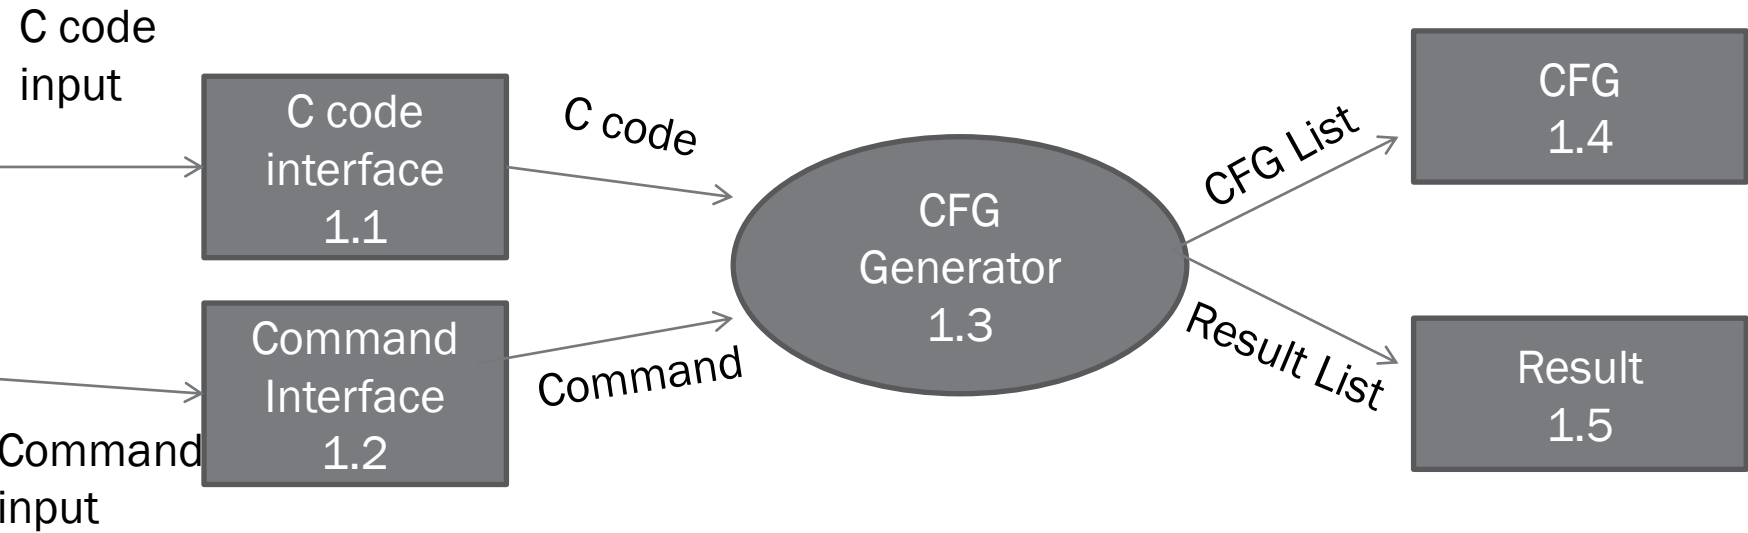 C code
input
C code
interface
1.1
C code
Command
Interface
1.2
Command
input
Command
CFG
Generator
1.3
CFG List
Result List
CFG
1.4
Result
1.5